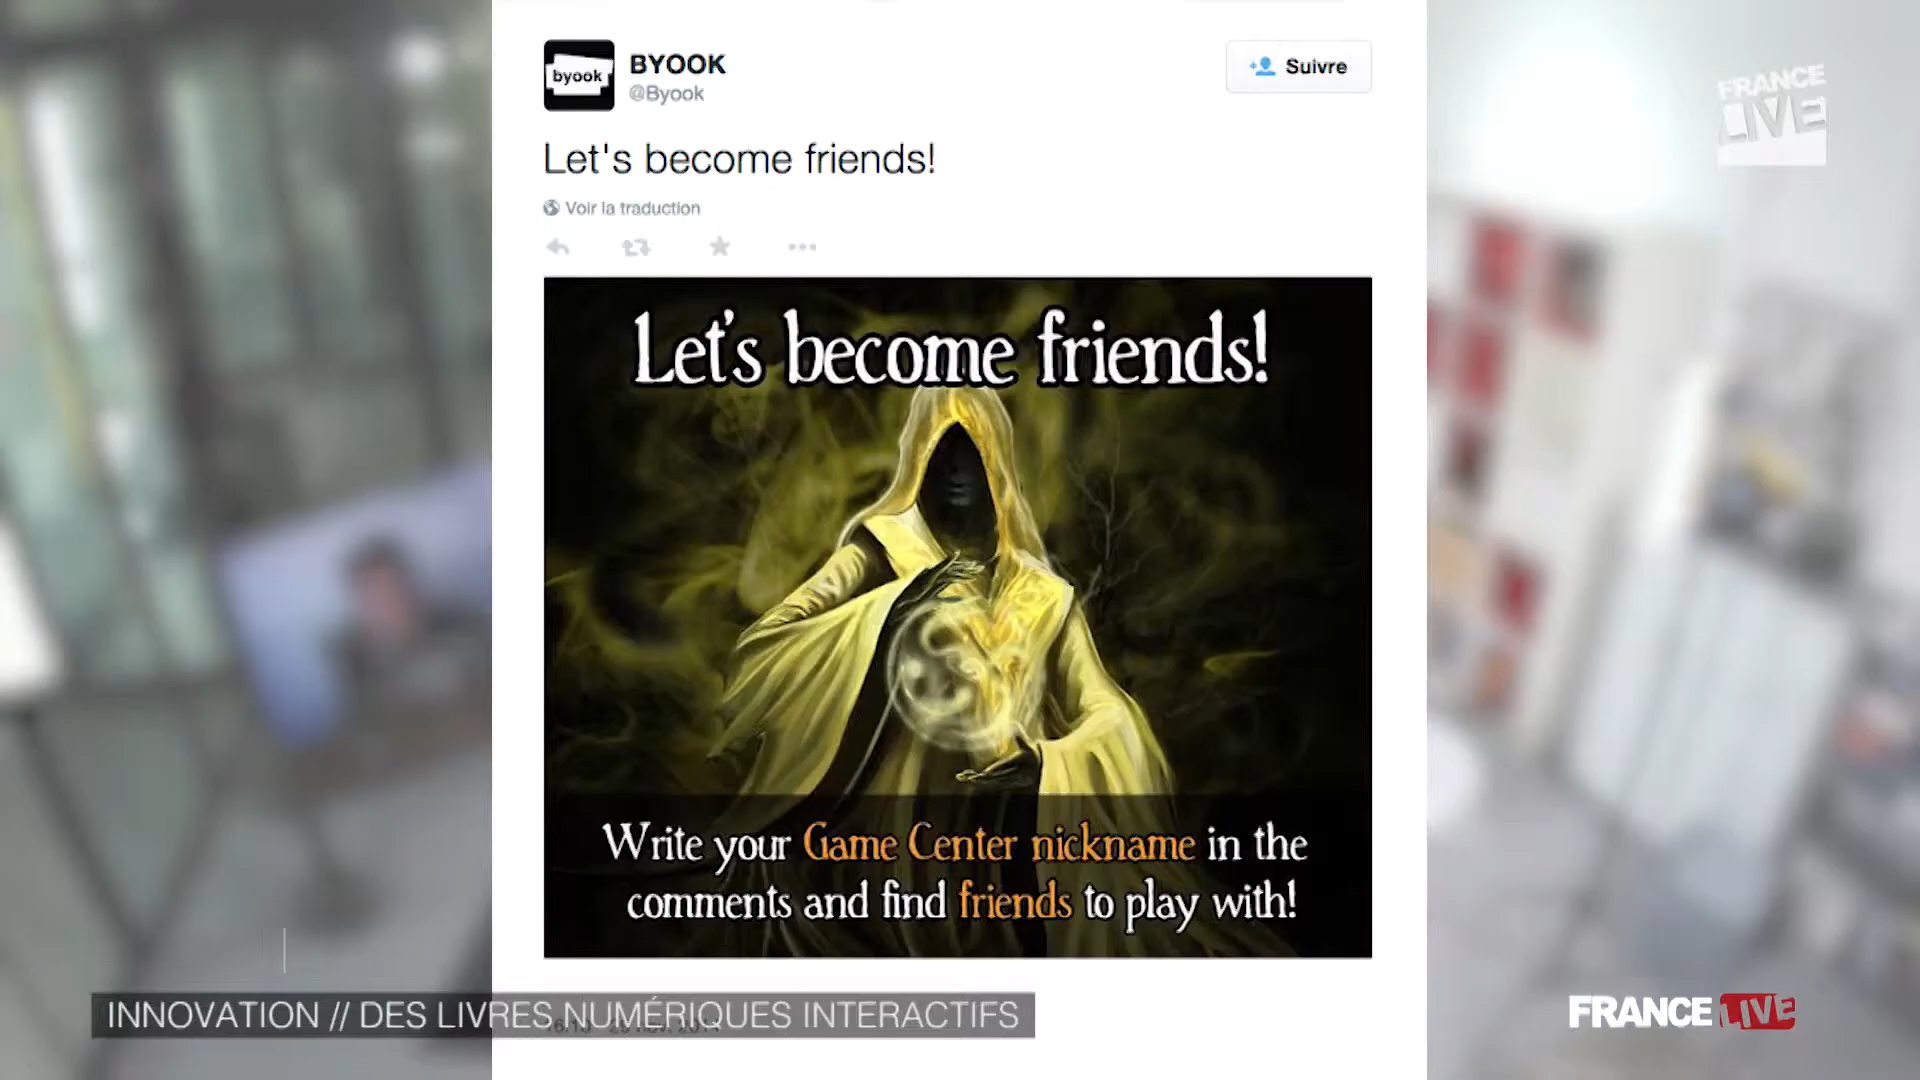 byook
BYOOK
@Byook
Suivre
FRANCE
LIVE
Let's become friends!
Voir la traduction
Let's become friends!
Write your Game Center nickname in the
comments and find friends to play with!
INNOVATION // DES LIVRES NUMÉRIQUES INTERACTIFS
FRANCE LIVE